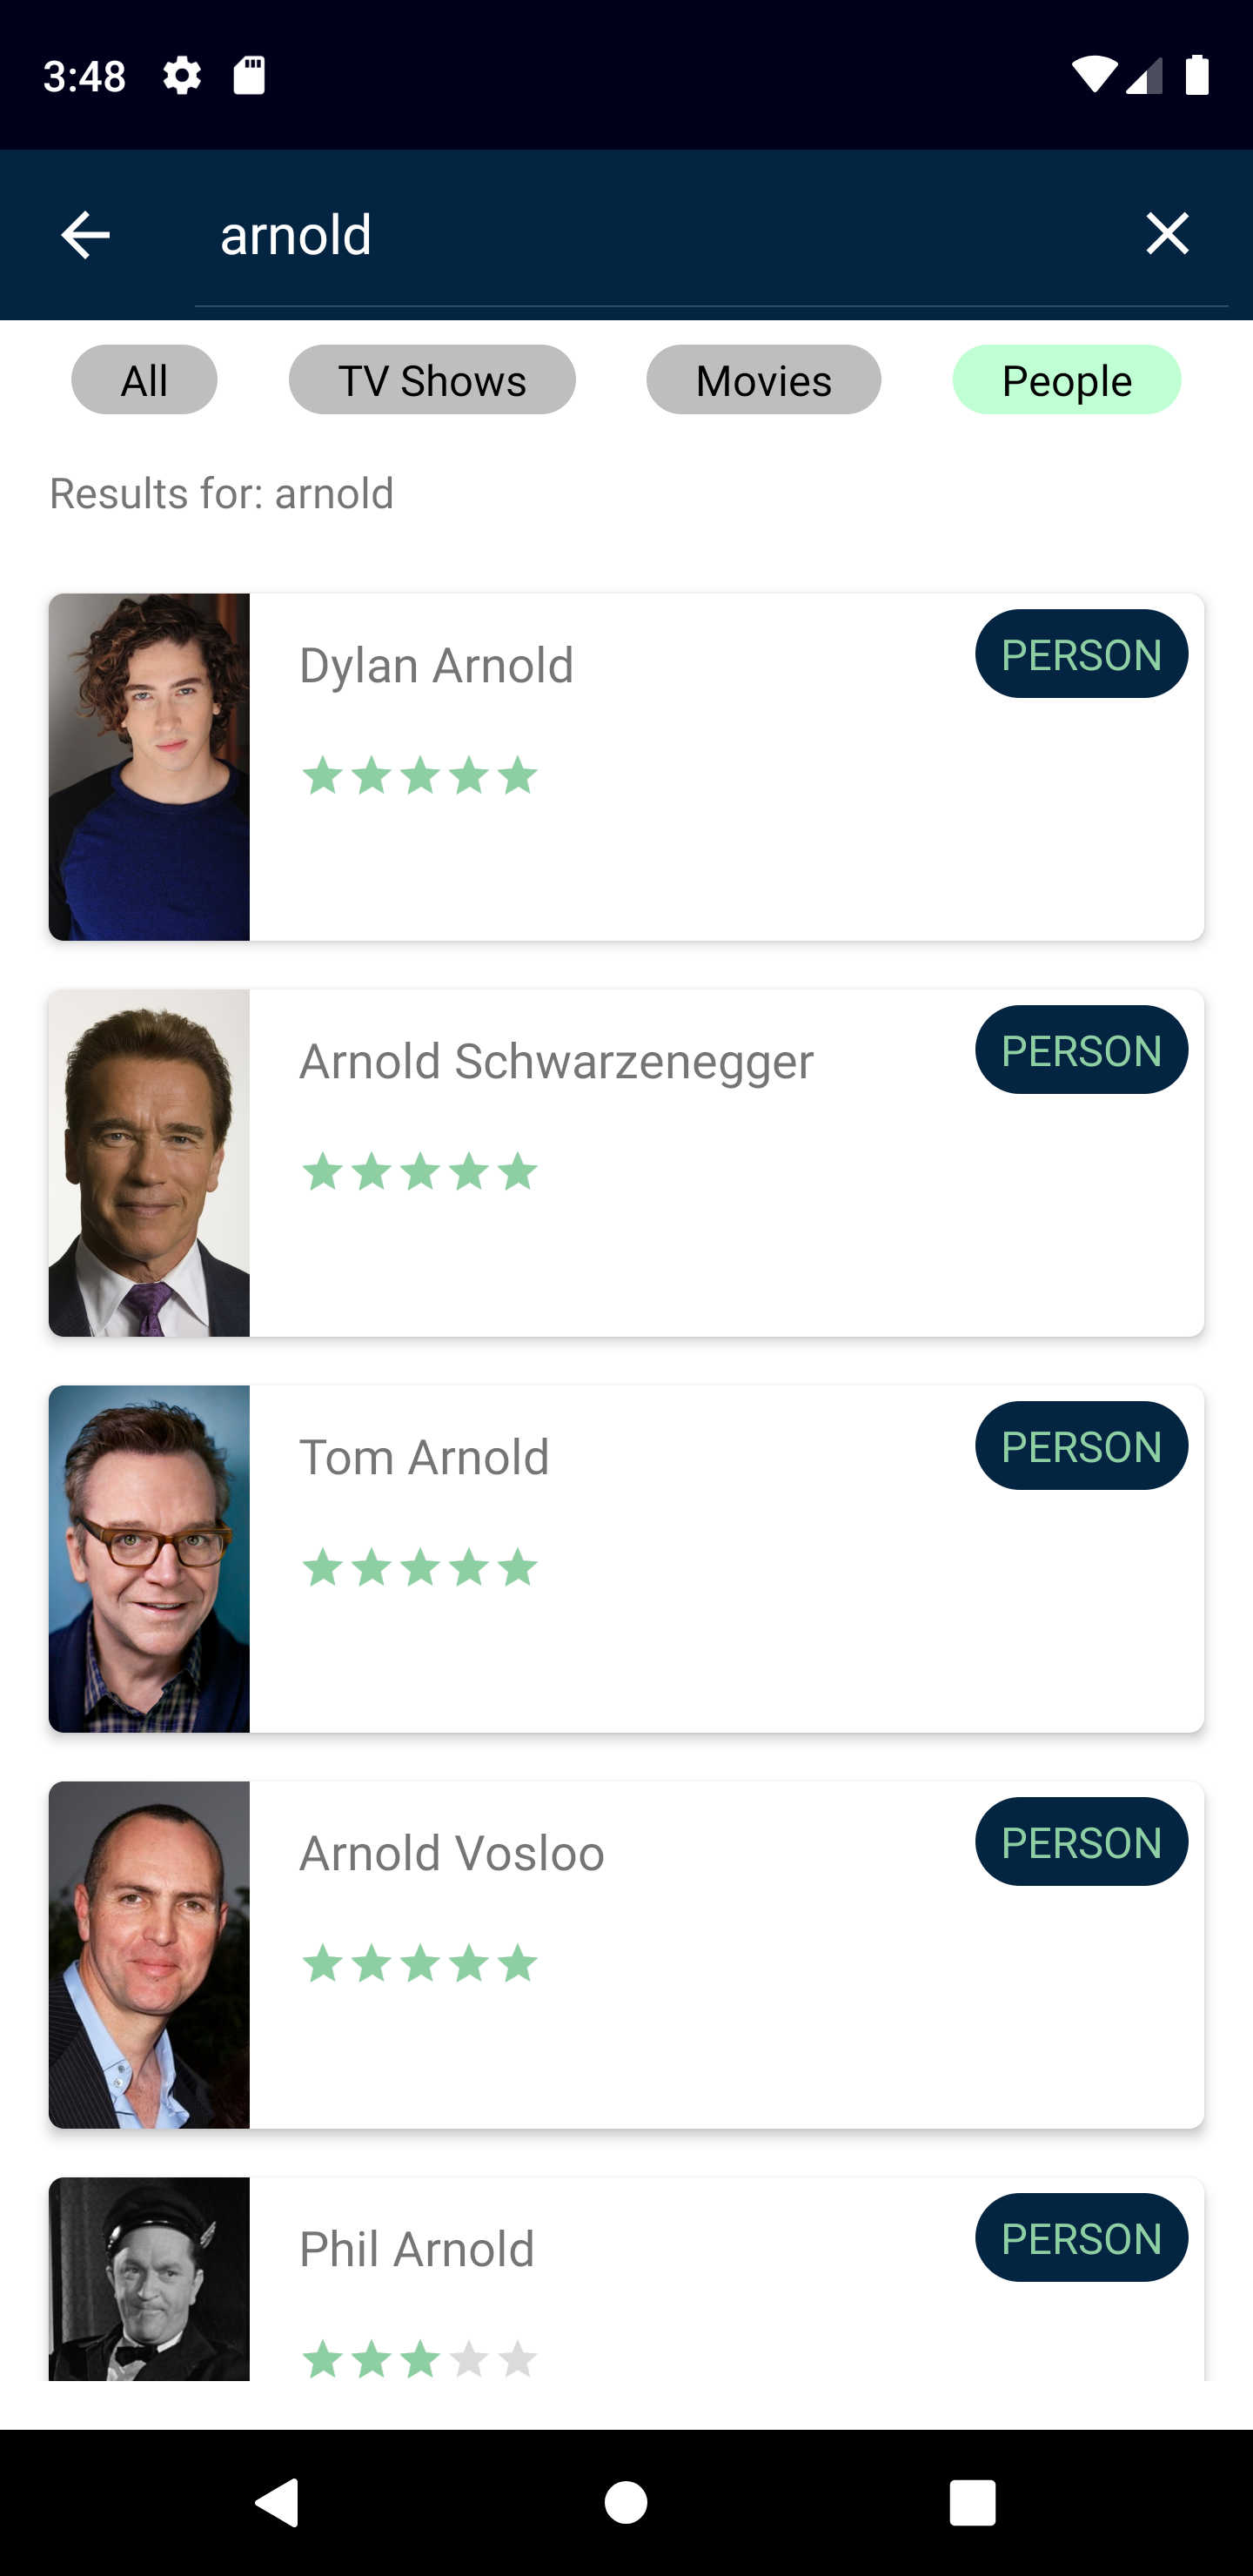 3:48
arnold
All TV Shows Movies People
Results for: arnold
Dylan Arnold
PERSON
Arnold Schwarzenegger
PERSON
Tom Arnold
PERSON
Arnold Vosloo
PERSON
Phil Arnold
PERSON